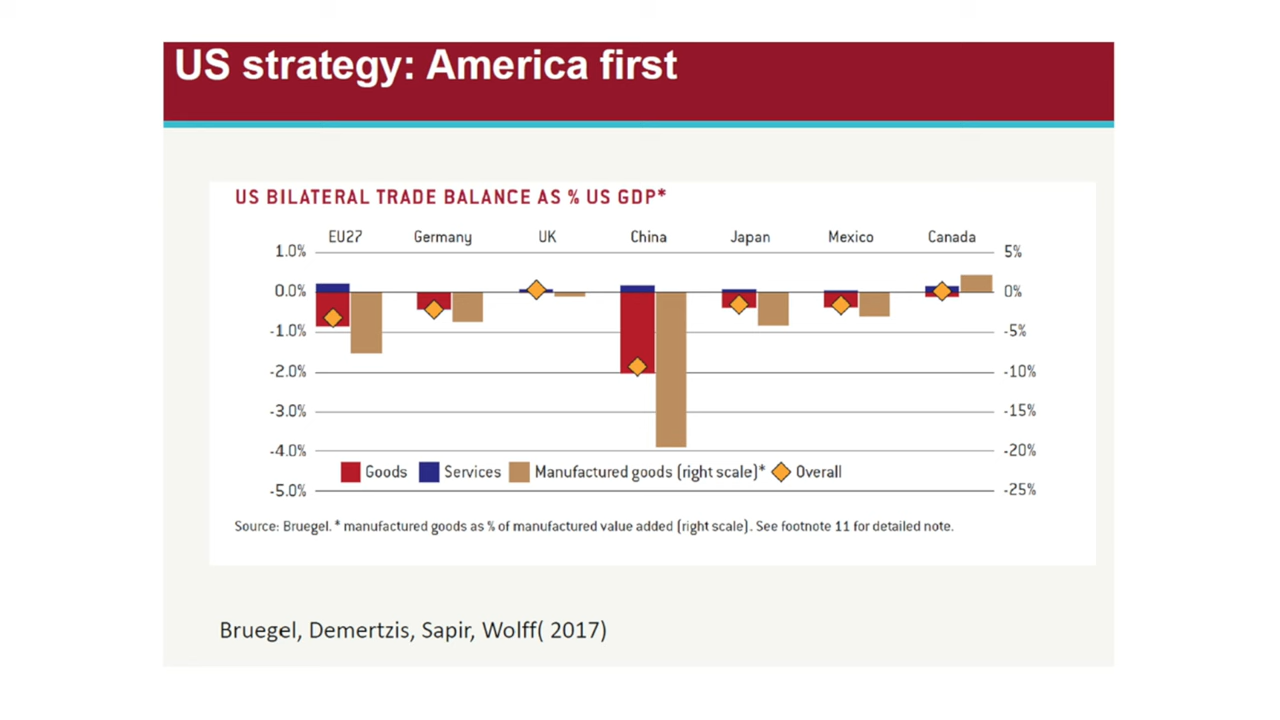 US strategy: America first
US BILATERAL TRADE BALANCE AS % US GDP*
EU27 Germany UK China Japan Mexico Canada
1.0% 5%
0.0% 0%
-1.0% -5%
-2.0% -10%
-3.0% -15%
-4.0% -20%
Goods Services Manufactured goods (right scale)* Overall
-5.0% -25%
Source: Bruegel. * manufactured goods as % of manufactured value added (right scale). See footnote 11 for detailed note.
Bruegel, Demertzis, Sapir, Wolff( 2017)